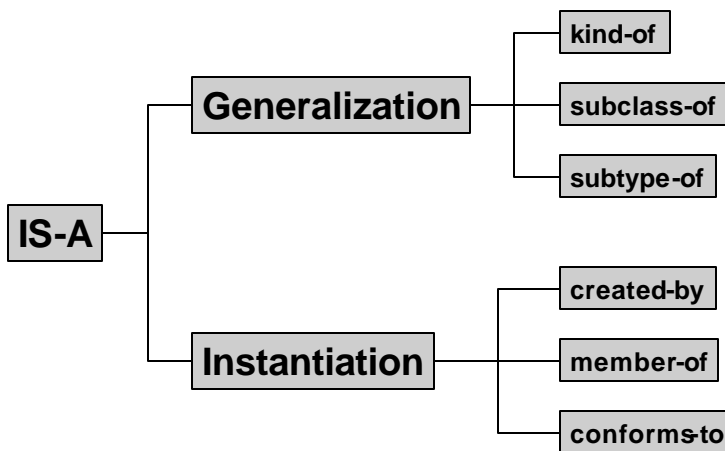 kind-of
Generalization
subclass-of
subtype-of
IS-A
created-by
Instantiation
member-of
conforms-to